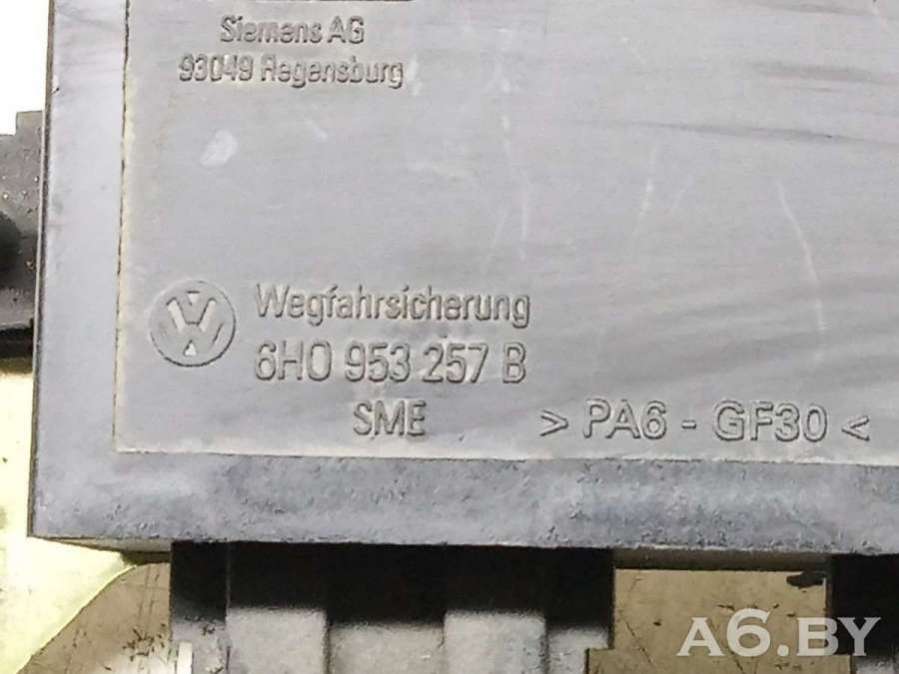 Siemens AG
93049 Regensburg
Wegfahrsicherung
6H0 953 257 B
SME > PA6 - GF30 <
A6.BY